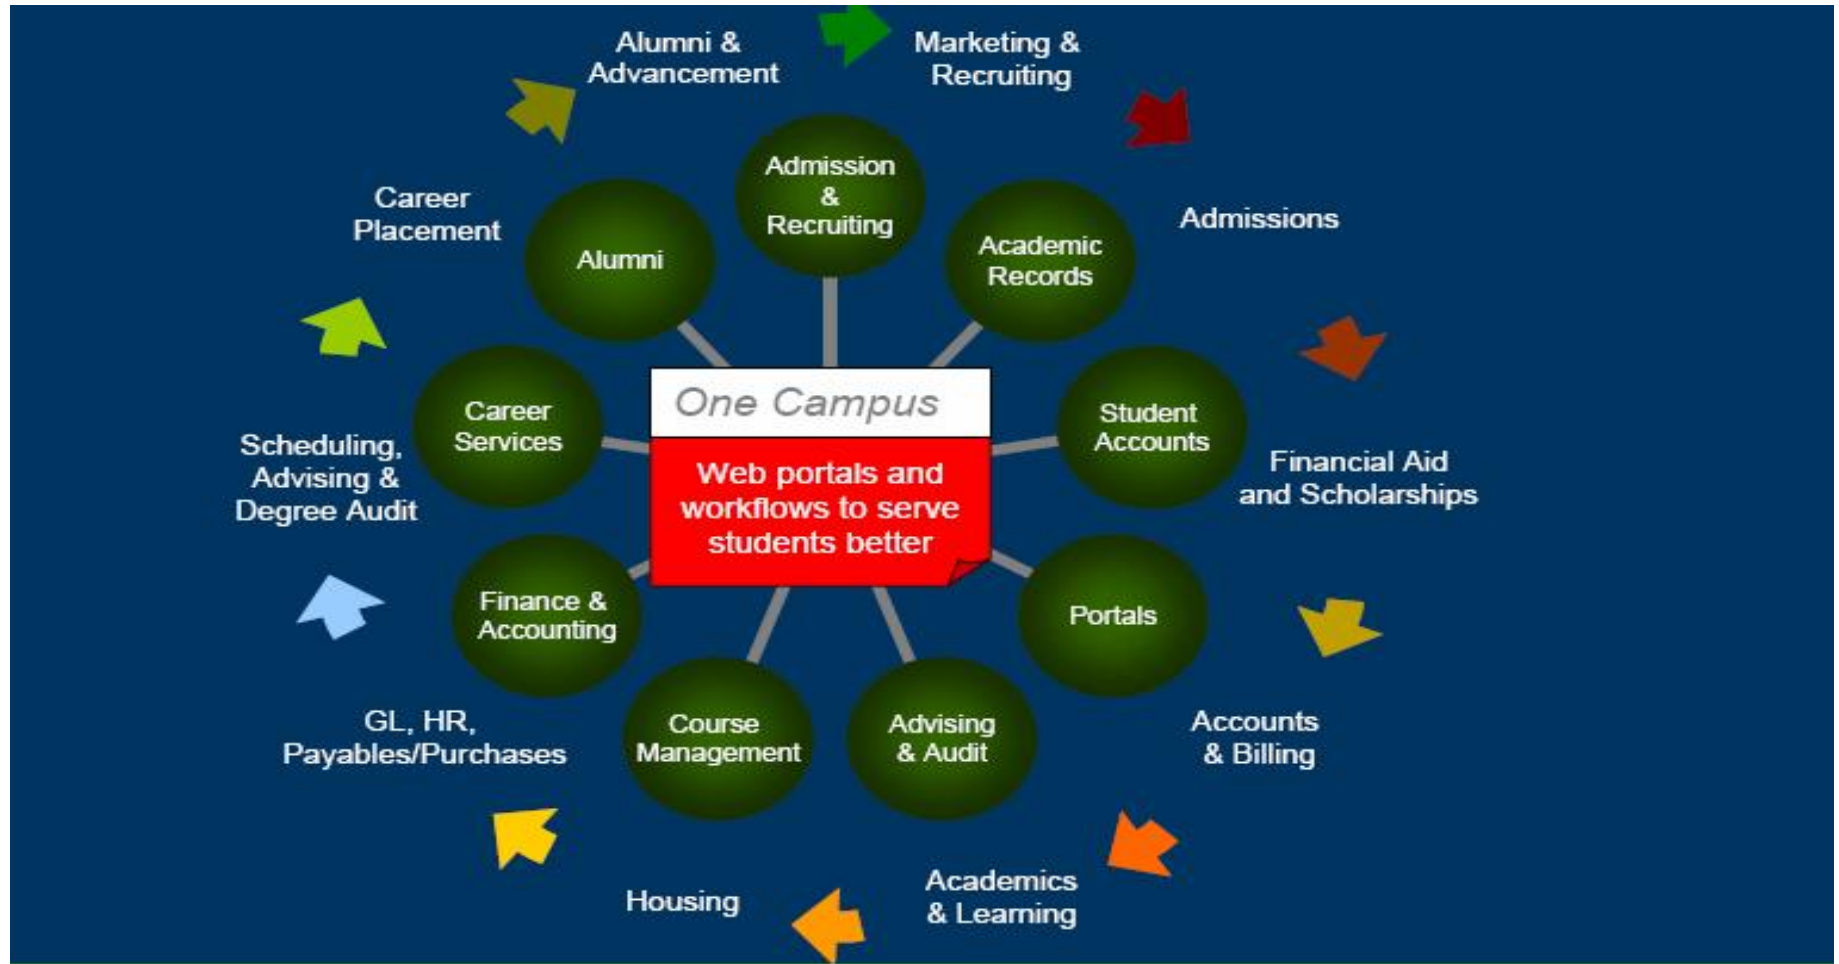 Alumni &
Advancement
Marketing &
Recruiting
Admission
&
Recruiting
Career
Placement
Alumni
Academic
Records
Admissions
One Campus
Web portals and
workflows to serve
students better
Career
Services
Student
Accounts
Scheduling,
Advising &
Degree Audit
Financial Aid
and Scholarships
Finance &
Accounting
Portals
GL, HR,
Payables/Purchases
Course
Management
Advising
& Audit
Accounts
& Billing
Housing
Academics
& Learning